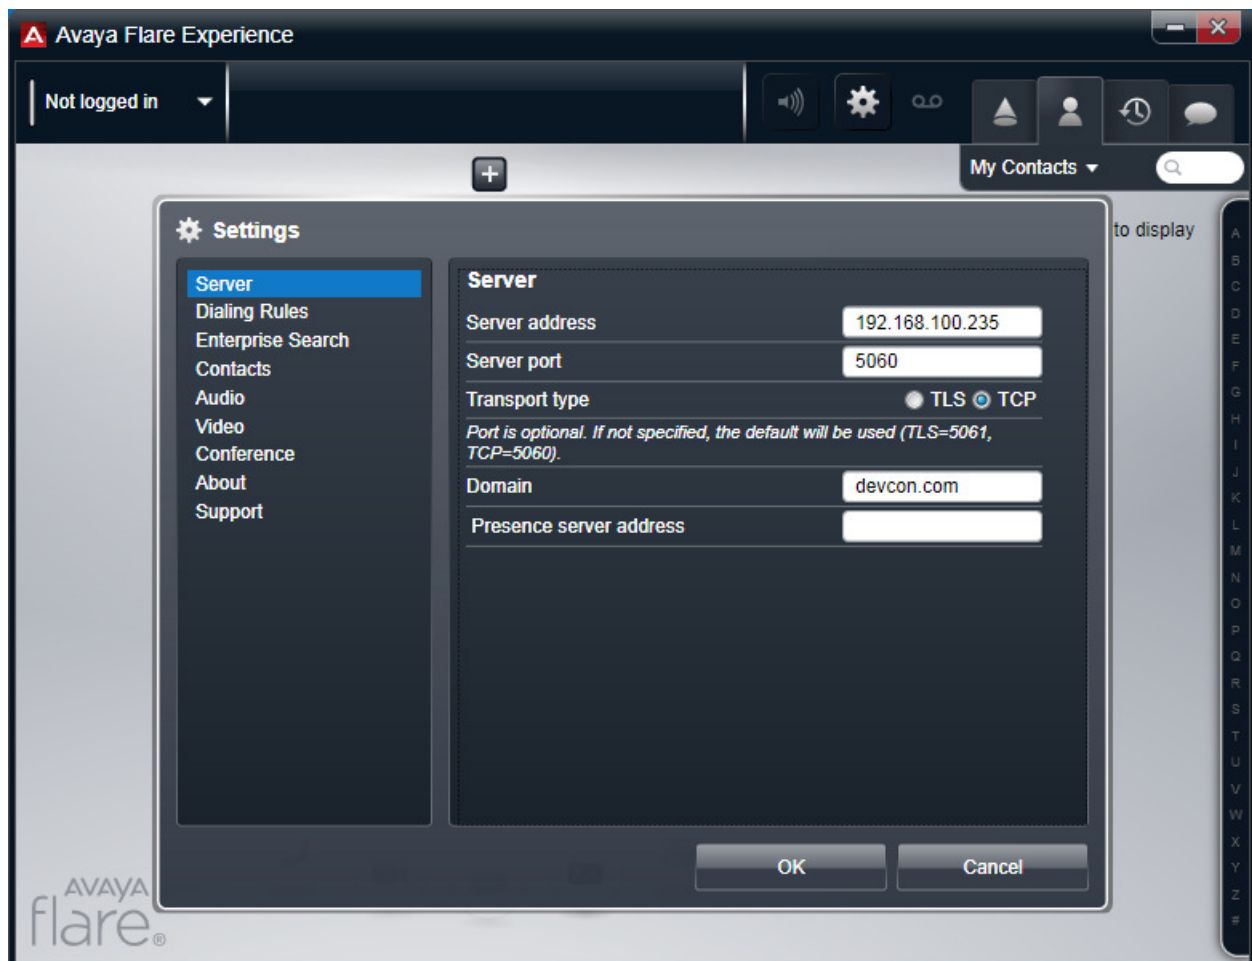 Avaya Flare Experience
Not logged in
My Contacts
to display
Settings
Server
Dialing Rules
Enterprise Search
Contacts
Audio
Video
Conference
About
Support
Server
Server address 192.168.100.235
Server port 5060
Transport type TLS TCP
Port is optional. If not specified, the default will be used (TLS=5061,
TCP=5060).
Domain devcon.com
Presence server address
OK Cancel
A
B
C
D
E
F
G
H
I
J
K
L
M
N
O
P
Q
R
S
T
U
V
W
X
Y
Z
#
AVAYA
flare®